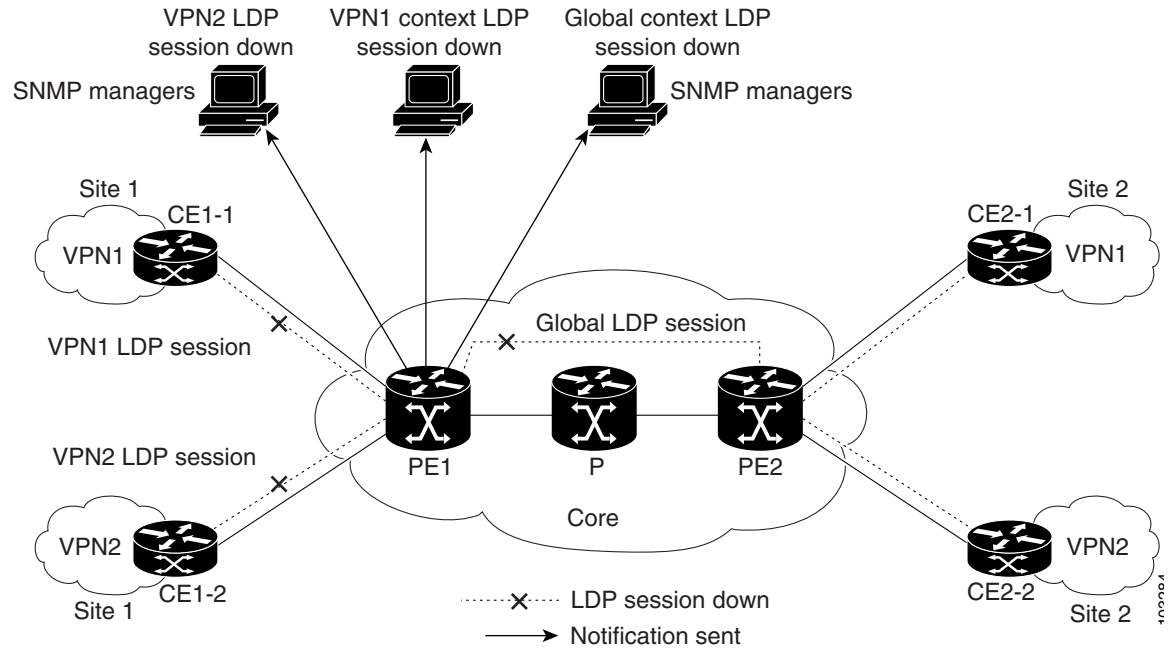 VPN2 LDP
session down
VPN1 context LDP
session down
Global context LDP
session down
SNMP managers
SNMP managers
Site 1
CE1-1
VPN1
CE2-1
Site 2
VPN1
Global LDP session
VPN1 LDP session
VPN2 LDP session
PE1
P
PE2
Core
VPN2
CE1-2
Site 1
CE2-2
VPN2
Site 2
LDP session down
Notification sent
103284